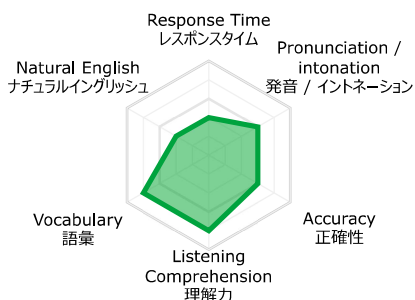 Response Time
レスポンスタイム
Pronunciation /
intonation
発音 / イントネーション
Natural English
ナチュラルイングリッシュ
Vocabulary
語彙
Accuracy
正確性
Listening
Comprehension
理解力